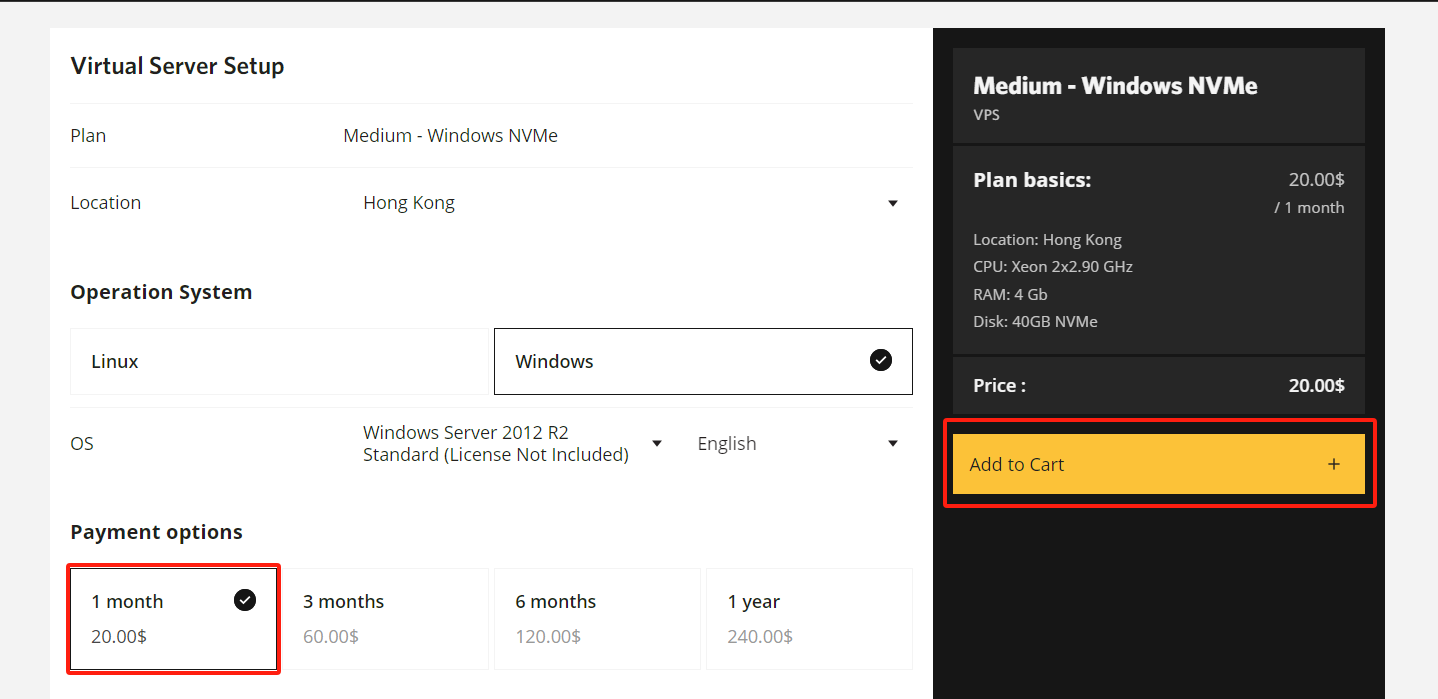 Virtual Server Setup
Plan Medium - Windows NVMe
Location Hong Kong
Operation System
Linux Windows
OS Windows Server 2012 R2 Standard (License Not Included) English
Payment options
1 month 3 months 6 months 1 year
20.00$ 60.00$ 120.00$ 240.00$
Medium - Windows NVMe
VPS
Plan basics: 20.00$
/ 1 month
Location: Hong Kong
CPU: Xeon 2x2.90 GHz
RAM: 4 Gb
Disk: 40GB NVMe
Price : 20.00$
Add to Cart +